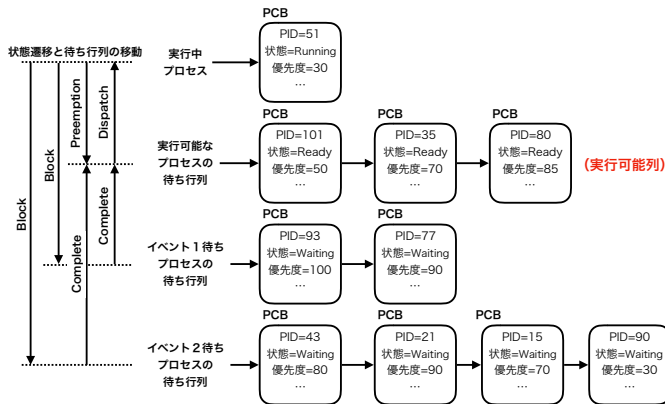 状態遷移と待ち行列の移動
Block
Block
Preemption
Dispatch
Complete
Complete
実行中
プロセス
PCB
PID=51
状態=Running
優先度=30
…
実行可能な
プロセスの
待ち行列
PCB
PID=101
状態=Ready
優先度=50
…
PCB
PID=35
状態=Ready
優先度=70
…
PCB
PID=80
状態=Ready
優先度=85
…
(実行可能列)
イベント1待ち
プロセスの
待ち行列
PCB
PID=93
状態=Waiting
優先度=100
…
PCB
PID=77
状態=Waiting
優先度=90
…
イベント2待ち
プロセスの
待ち行列
PCB
PID=43
状態=Waiting
優先度=80
…
PCB
PID=21
状態=Waiting
優先度=90
…
PCB
PID=15
状態=Waiting
優先度=70
…
PID=90
状態=Waiting
優先度=30
…